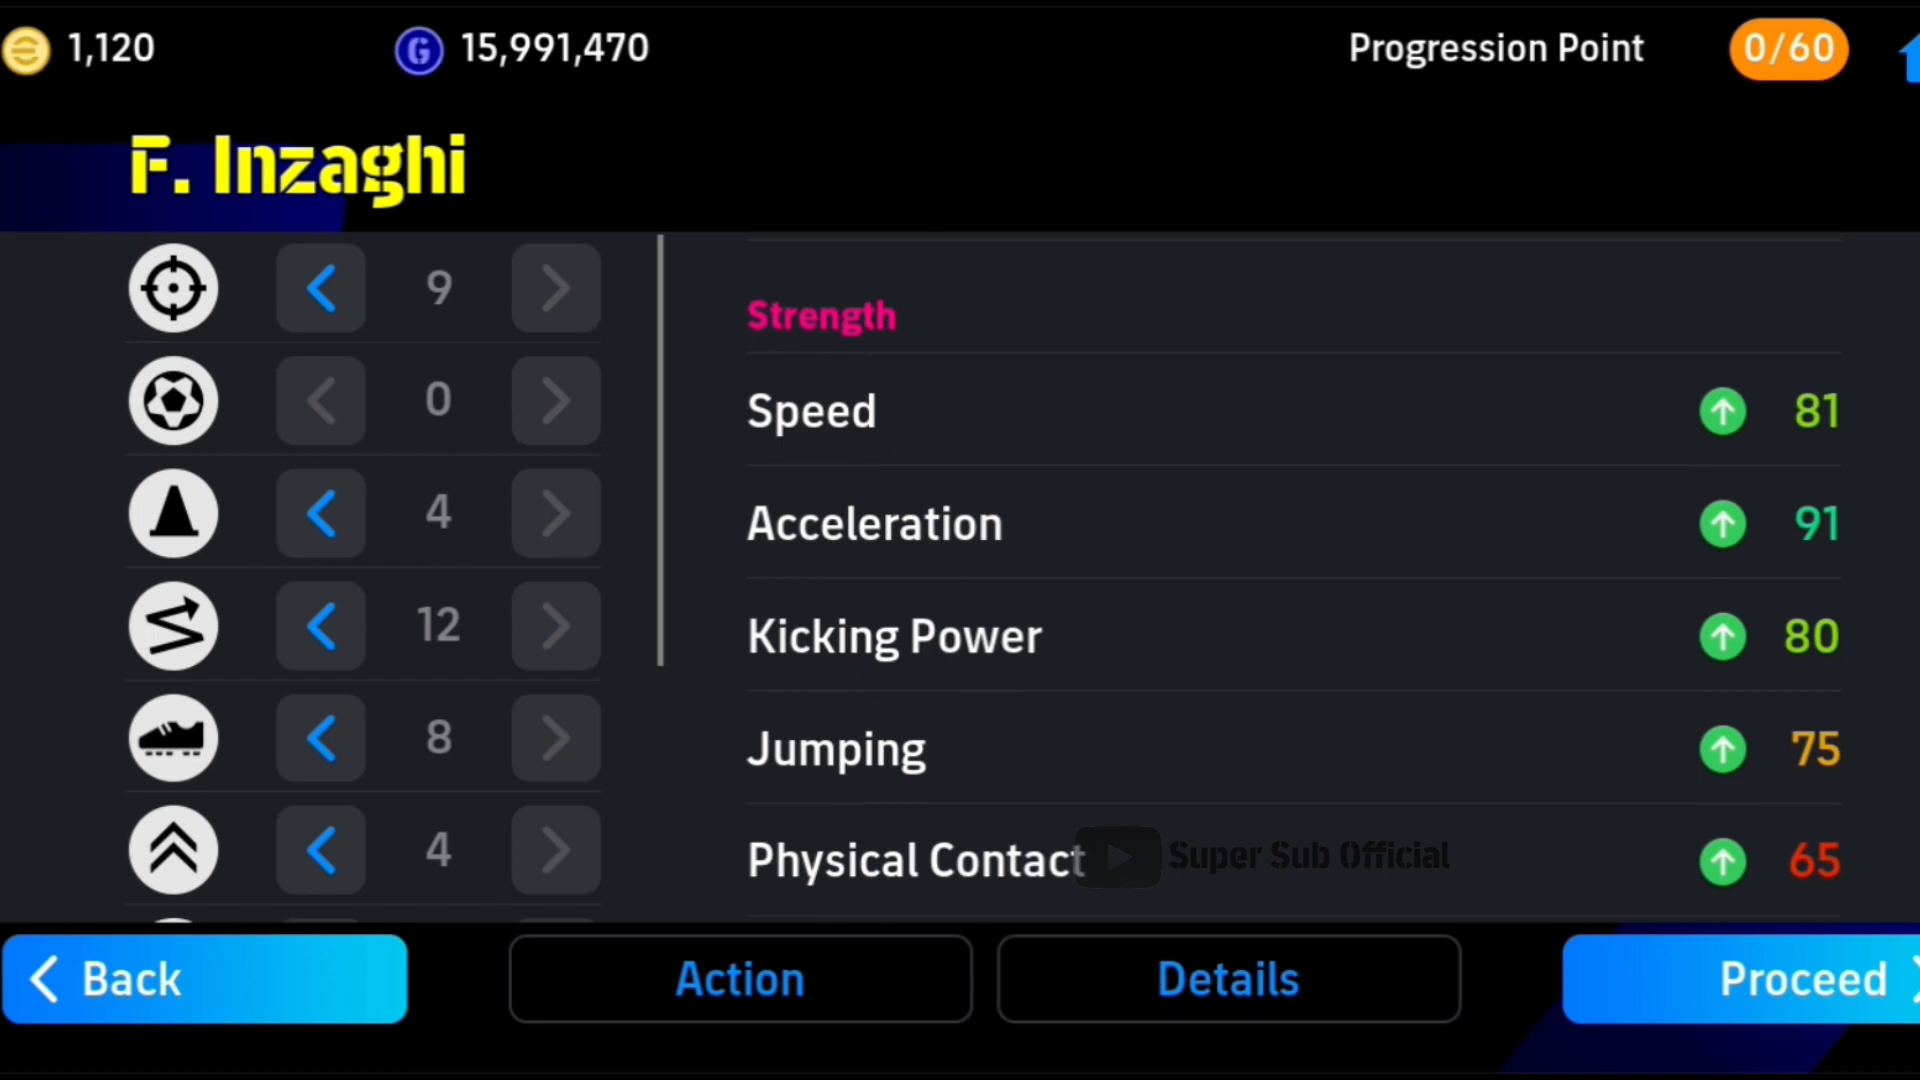 1,120
15,991,470
Progression Point
0/60
F. Inzaghi
9
0
4
12
8
4
Strength
Speed 81
Acceleration 91
Kicking Power 80
Jumping 75
Physical Contact 65
Super Sub Official
Back
Action
Details
Proceed